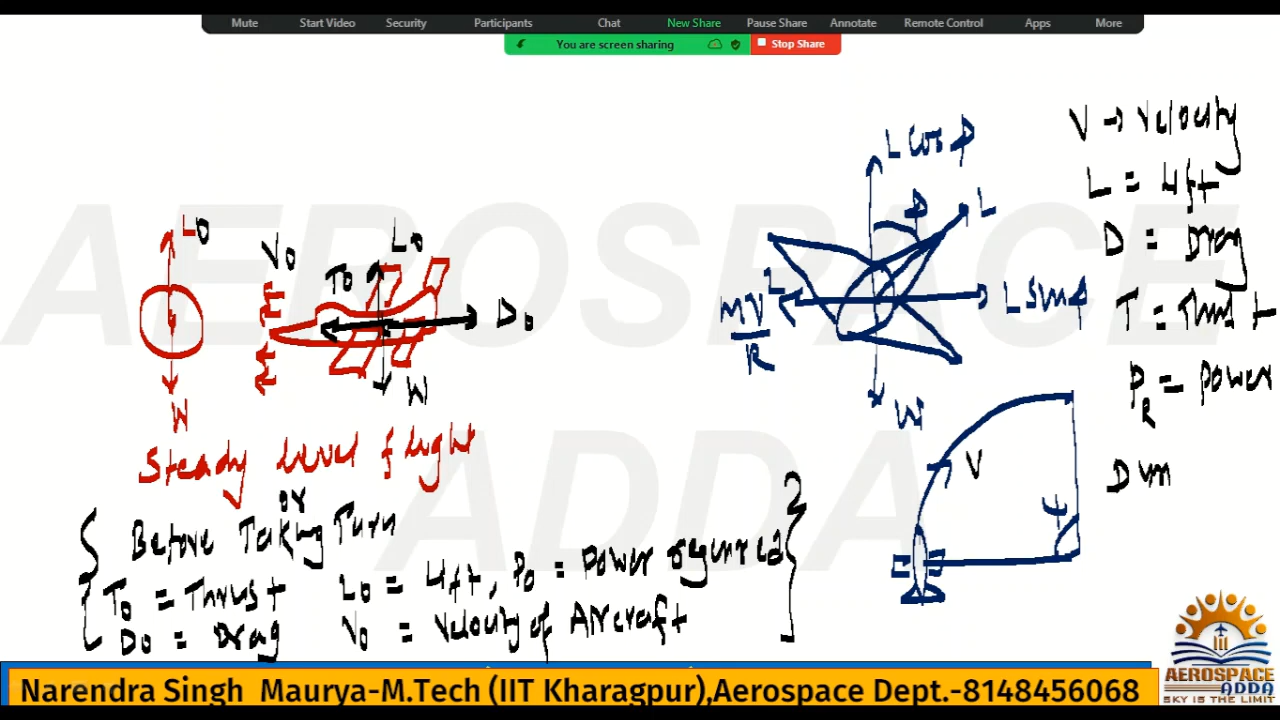 Mute Start Video Security Participants Chat New Share Pause Share Annotate Remote Control Apps More
You are screen sharing Stop Share
AEROSPACE
ADDA
L0
W
V0
T0
L0
D0
W
Steady level flight
or
Before Taking Turn
T0 = Thrust L0 = Lift, P0 = Power required
D0 = Drag V0 = Velocity of Aircraft
L cos φ
φ
L
L sin φ
MV²
R
W
V
ψ
V → Velocity
L = Lift
D = Drag
T = Thrust
PR = Power
AEROSPACE
ADDA
SKY IS THE LIMIT
Narendra Singh Maurya-M.Tech (IIT Kharagpur),Aerospace Dept.-8148456068